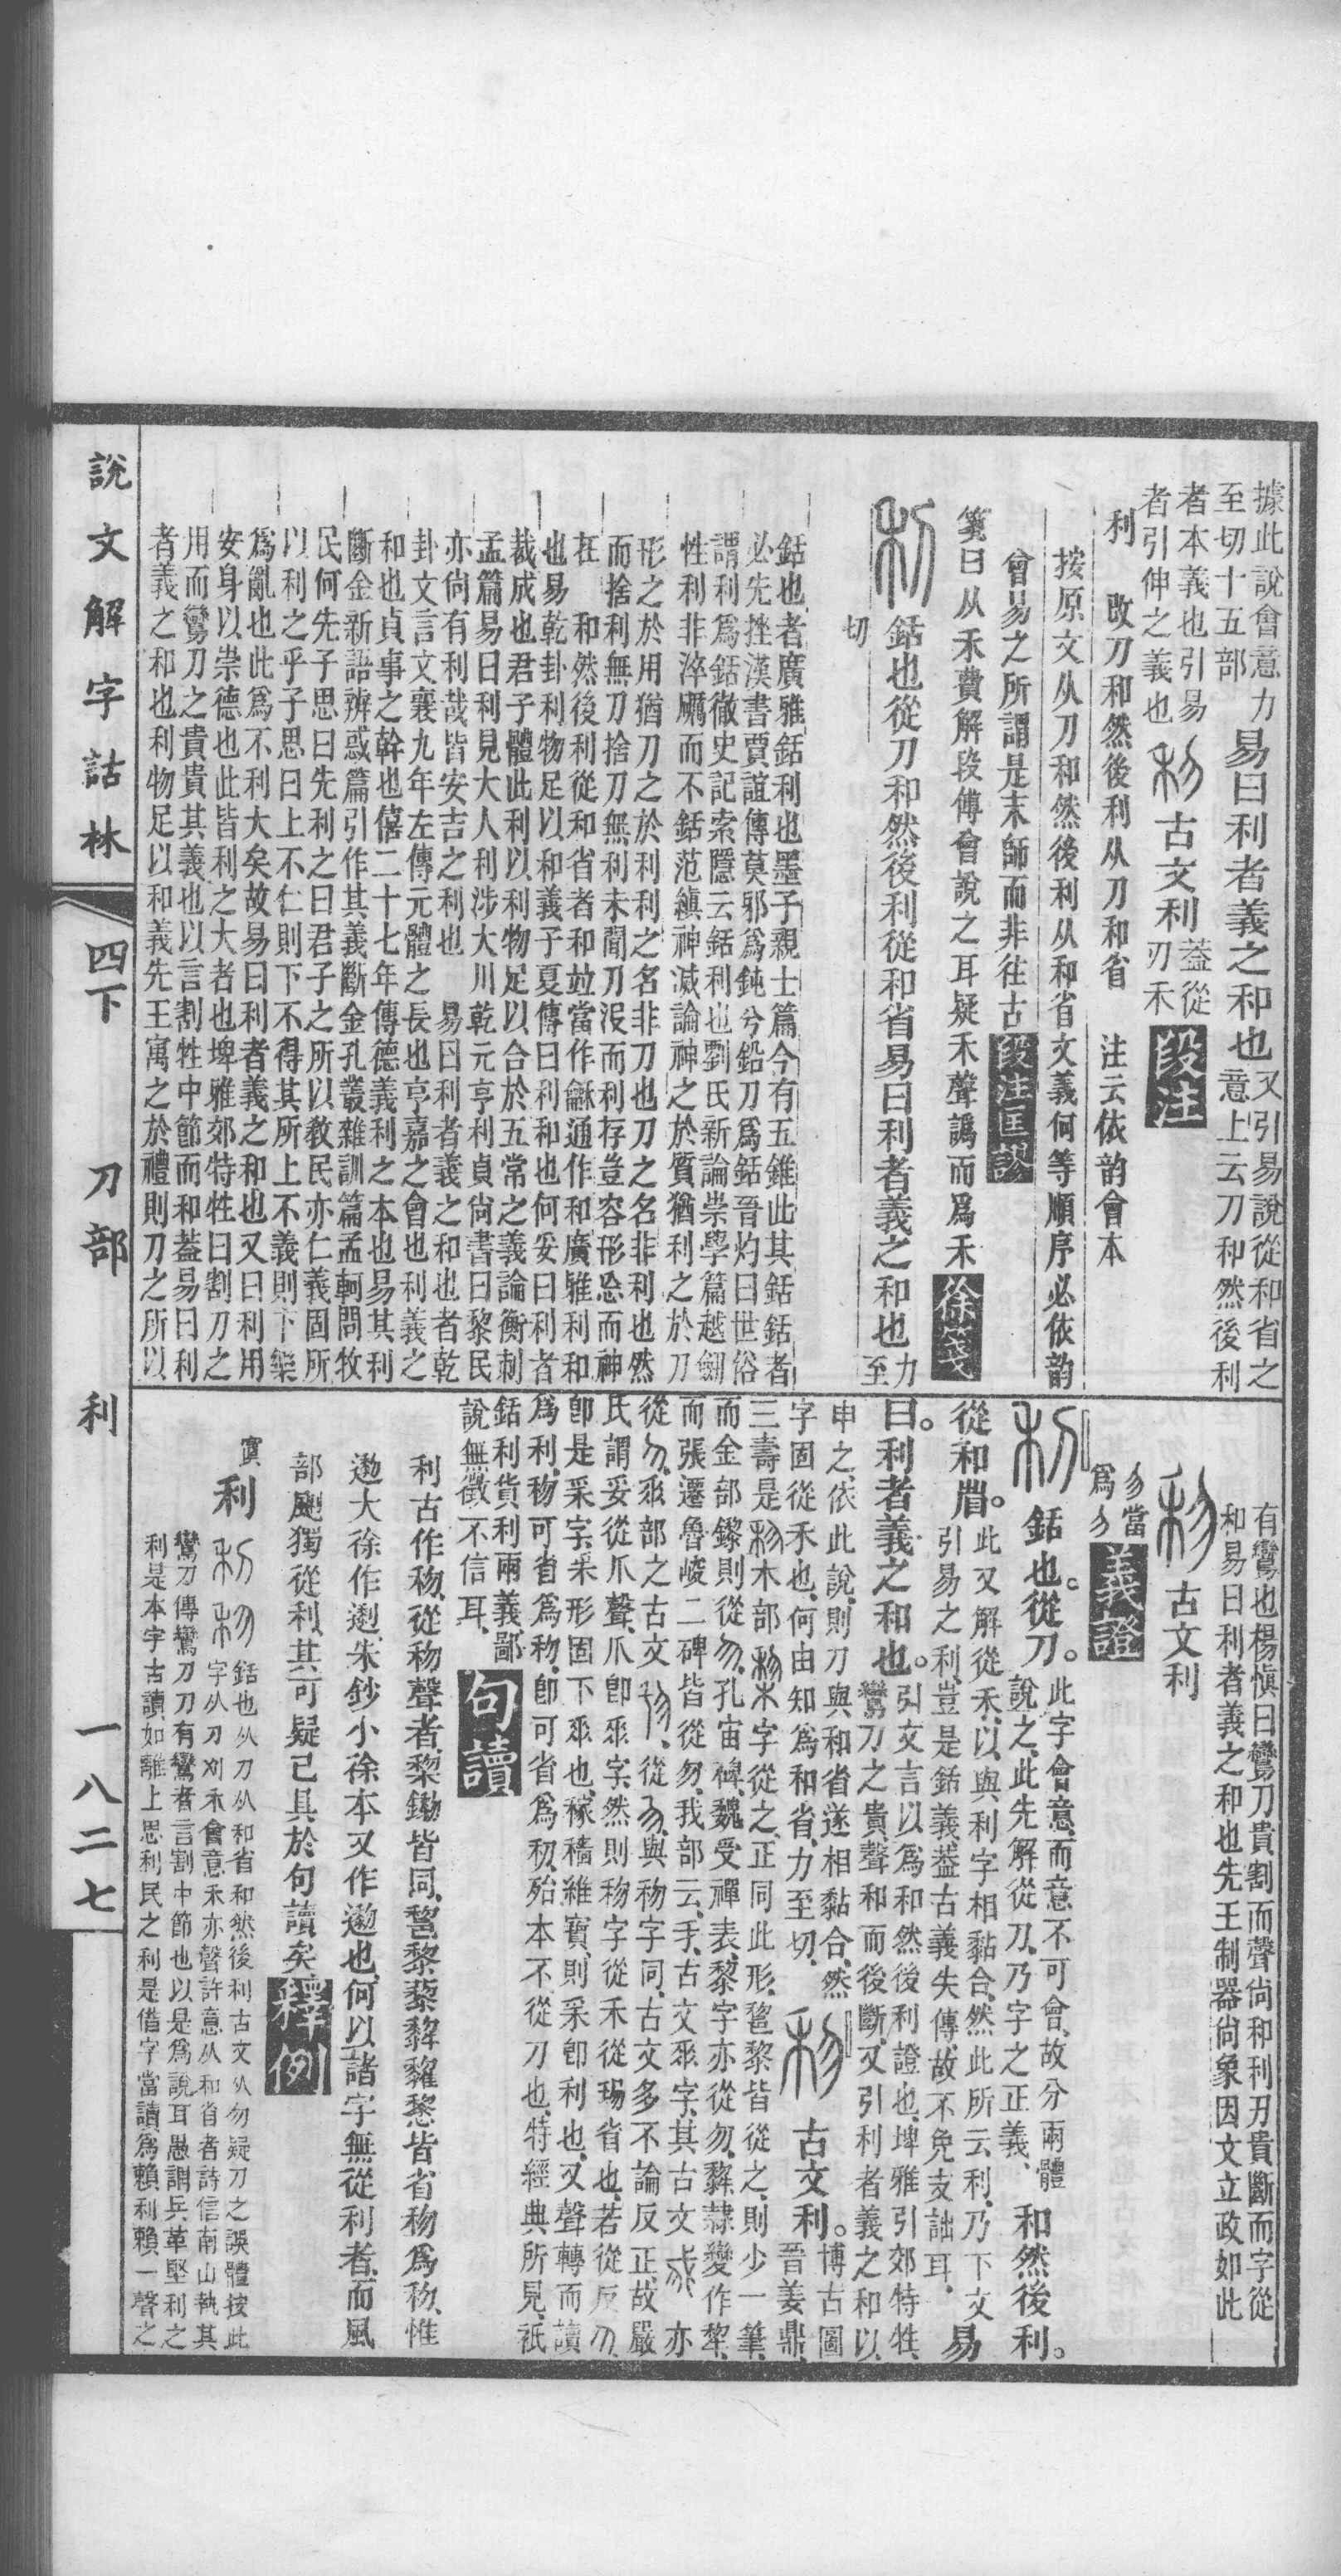 據此說會意力
至切十五部
易曰利者義之和也
又引易說從和省之
意上云刀和然後利
者本義也引易
者引伸之義也
古文利
蓋從
刃禾
段注
利 改刀和然後利从刀和省 注云依韵會本
按原文从刀和然後利从和省文義何等順序必依韵
會易之所謂是末師而非往古段注匡謬
箋曰从禾費解段傅會說之耳疑禾聲譌而爲禾徐箋
銛也從刀和然後利從和省易曰利者義之和也力至
切
銛也者廣雅銛利也墨子親士篇今有五錐此其銛銛者
必先挫漢書賈誼傳莫邪爲鈍兮鉛刀爲銛晉灼曰世俗
謂利爲銛徹史記索隱云銛利也劉氏新論崇學篇越劒
性利非淬礪而不銛范縝神滅論神之於質猶利之於刀
形之於用猶刀之於利利之名非刀也刀之名非利也然
而捨利無刀捨刀無利未聞刀沒而利存豈容形亡而神
在 和然後利從和省者和竝當作龢通作和廣雅利和
也易乾卦利物足以和義子夏傳曰利和也何妥曰利者
裁成也君子體此利以利物足以合於五常之義論衡刺
孟篇易曰利見大人利涉大川乾元亨利貞尙書曰黎民
亦尙有利哉皆安吉之利也 易曰利者義之和也者乾
卦文言文襄九年左傳元體之長也亨嘉之會也利義之
和也貞事之幹也僖二十七年傳德義利之本也易其利
斷金新語辨惑篇引作其義斷金孔叢雜訓篇孟軻問牧
民何先子思曰先利之曰君子之所以教民亦仁義固所
以利之乎子思曰上不仁則下不得其所上不義則下樂
爲亂也此爲不利大矣故易曰利者義之和也又曰利用
安身以崇德也此皆利之大者也埤雅郊特牲曰割刀之
用而鸞刀之貴貴其義也以言割牲中節而和蓋易曰利
者義之和也利物足以和義先王寓之於禮則刀之所以
有鸞也楊愼曰鸞刀貴割而聲尙和利刃貴斷而字從
和易曰利者義之和也先王制器尙象因文立政如此
古文利
勿當
爲
義證
銛也。從刀。
此字會意而意不可會、故分兩體
說之、此先解從刀、乃字之正義、
和然後利。
從和省。
此又解從禾、以與利字相黏合、然此所云利、乃下文
引易之利、豈是銛義、蓋古義失傳、故不免支詘耳、
易
曰。利者義之和也。
引文言以爲和然後利證也、埤雅引郊特牲、
鸞刀之貴、聲和而後斷、又引利者義之和以
申之、依此說、則刀與和省遂相黏合、然
字固從禾也、何由知爲和省、力至切、
古文利。
博古圖
晉姜鼎、
三壽是 木部 字從之、正同此形、 黎皆從之、則少一筆、
而金部鑗則從勿、孔宙碑、魏受禪表、黎字亦從勿、黎隸變作犂、
而張遷魯峻二碑皆從勿、我部云、 、古文 字、其古文 亦
從勿、 部之古文 、從 、與 字同、古文多不論反正、故嚴
氏謂妥從爪聲、爪卽 字、然則 字從禾從 省也、若從反 、
卽是采字、采形固下 也、稼穡維寶、則采卽利也、又聲轉而讀
爲利、 可省爲 、卽可省爲 、殆本不從刀也、特經典所見、祇
銛利貨利兩義、鄙
說無徵、不信耳、
句讀
利古作 、從 聲者、棃鑗皆同、 黎藜 皆省 爲 、惟
遬大徐作 、朱鈔小徐本又作 也、何以諸字無從利者、而風
部颲獨從利、其可疑已具於句讀矣、釋例
利
銛也从刀从和省和然後利古文从勿疑刀之誤體按此
字从刀刈禾會意禾亦聲許意从和省者詩信南山執其
鸞刀傳鸞刀刀有鸞者言割中節也以是爲說耳愚謂兵革堅利之
利是本字古讀如離上思利民之利是借字當讀爲賴利賴一聲之
說文解字詁林
四下
刀部
利
一八二七